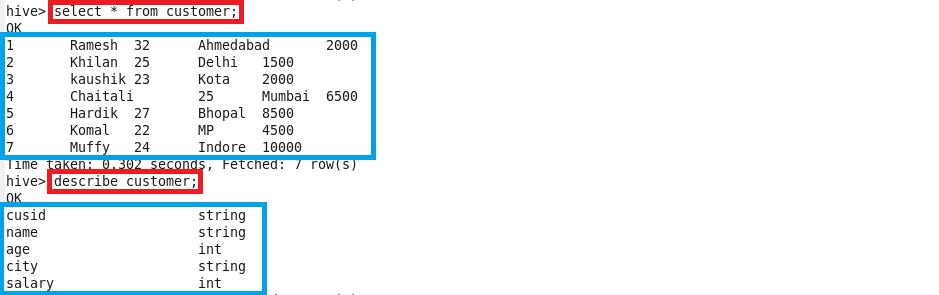 hive> select * from customer;
OK
1 Ramesh 32 Ahmedabad 2000
2 Khilan 25 Delhi 1500
3 kaushik 23 Kota 2000
4 Chaitali 25 Mumbai 6500
5 Hardik 27 Bhopal 8500
6 Komal 22 MP 4500
7 Muffy 24 Indore 10000
Time taken: 0.302 seconds, Fetched: 7 row(s)
hive> describe customer;
OK
cusid string
name string
age int
city string
salary int